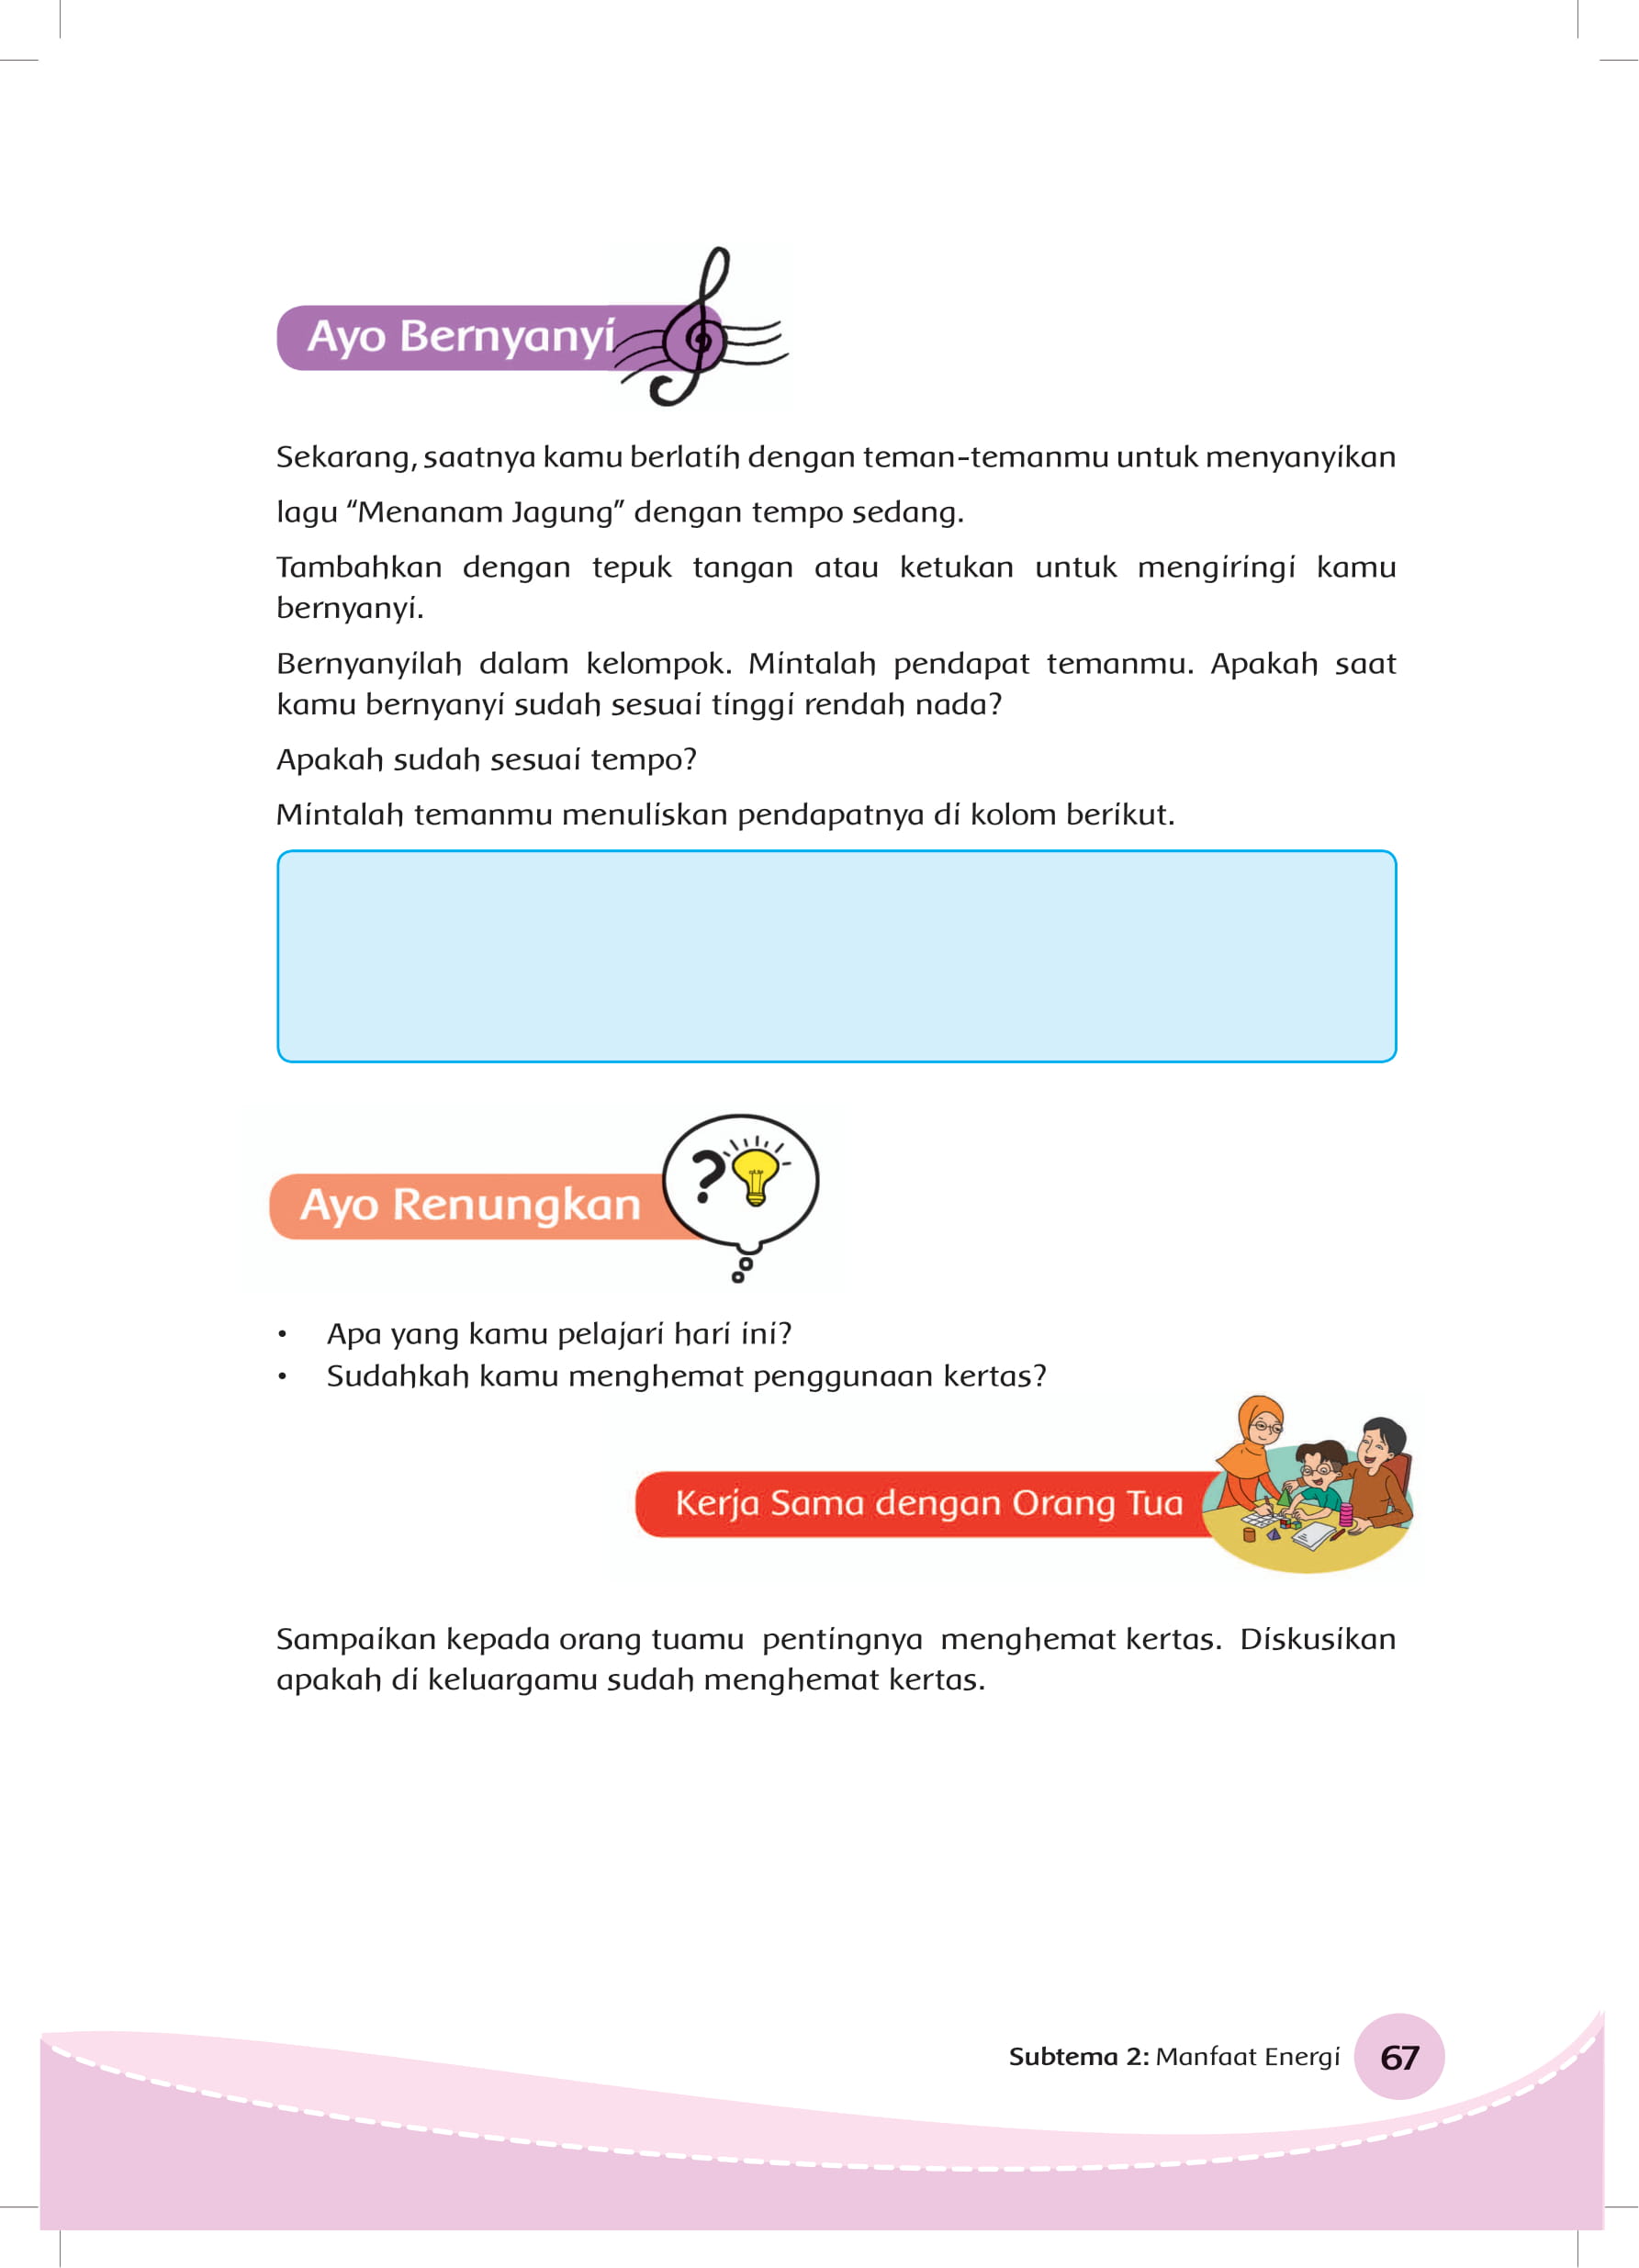 Ayo Bernyanyi
Sekarang, saatnya kamu berlatih dengan teman-temanmu untuk menyanyikan
lagu “Menanam Jagung” dengan tempo sedang.
Tambahkan dengan tepuk tangan atau ketukan untuk mengiringi kamu
bernyanyi.
Bernyanyilah dalam kelompok. Mintalah pendapat temanmu. Apakah saat
kamu bernyanyi sudah sesuai tinggi rendah nada?
Apakah sudah sesuai tempo?
Mintalah temanmu menuliskan pendapatnya di kolom berikut.
?
Ayo Renungkan
• Apa yang kamu pelajari hari ini?
• Sudahkah kamu menghemat penggunaan kertas?
Kerja Sama dengan Orang Tua
Sampaikan kepada orang tuamu pentingnya menghemat kertas. Diskusikan
apakah di keluargamu sudah menghemat kertas.
Subtema 2: Manfaat Energi 67